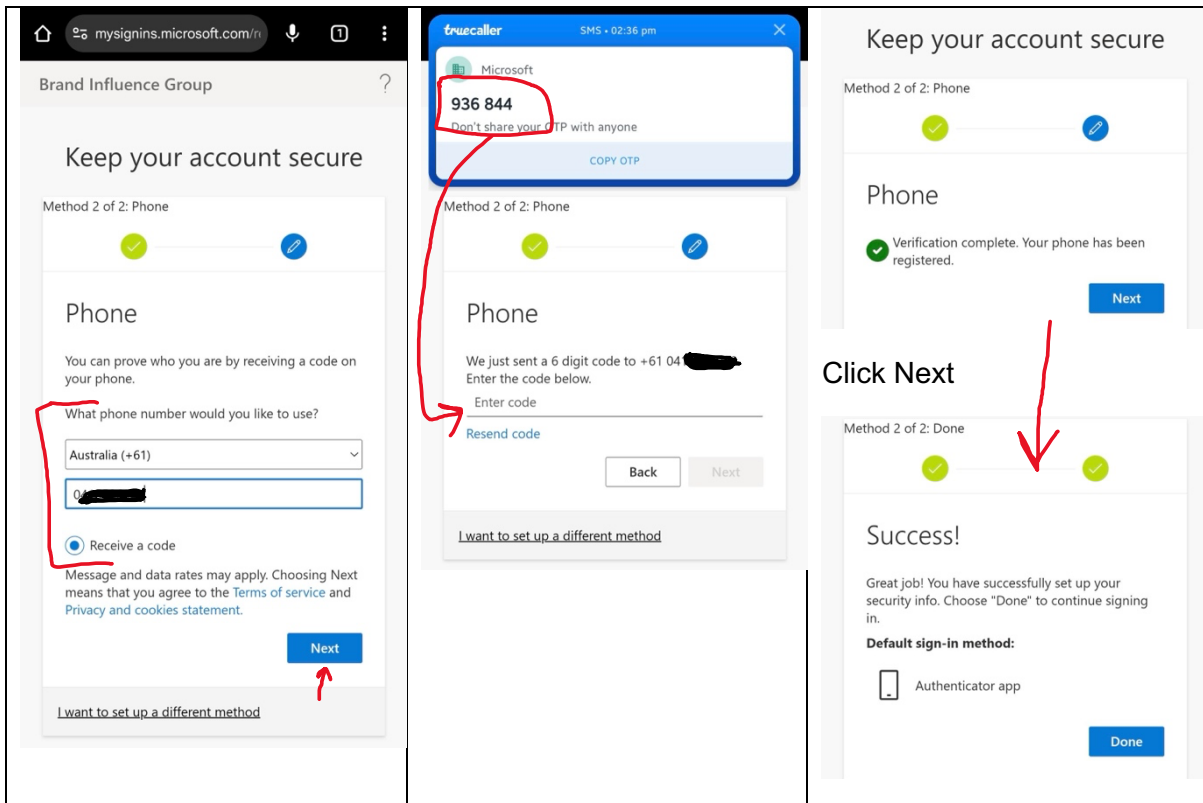 mysignins.microsoft.com/r
1
Brand Influence Group
?
Keep your account secure
Method 2 of 2: Phone
Phone
You can prove who you are by receiving a code on
your phone.
What phone number would you like to use?
Australia (+61)
04
Receive a code
Message and data rates may apply. Choosing Next
means that you agree to the Terms of service and
Privacy and cookies statement.
Next
I want to set up a different method
truecaller
SMS • 02:36 pm
Microsoft
936 844
Don't share your OTP with anyone
COPY OTP
Method 2 of 2: Phone
Phone
We just sent a 6 digit code to +61 04
Enter the code below.
Enter code
Resend code
Back
Next
I want to set up a different method
Keep your account secure
Method 2 of 2: Phone
Phone
Verification complete. Your phone has been
registered.
Next
Click Next
Method 2 of 2: Done
Success!
Great job! You have successfully set up your
security info. Choose "Done" to continue signing
in.
Default sign-in method:
Authenticator app
Done